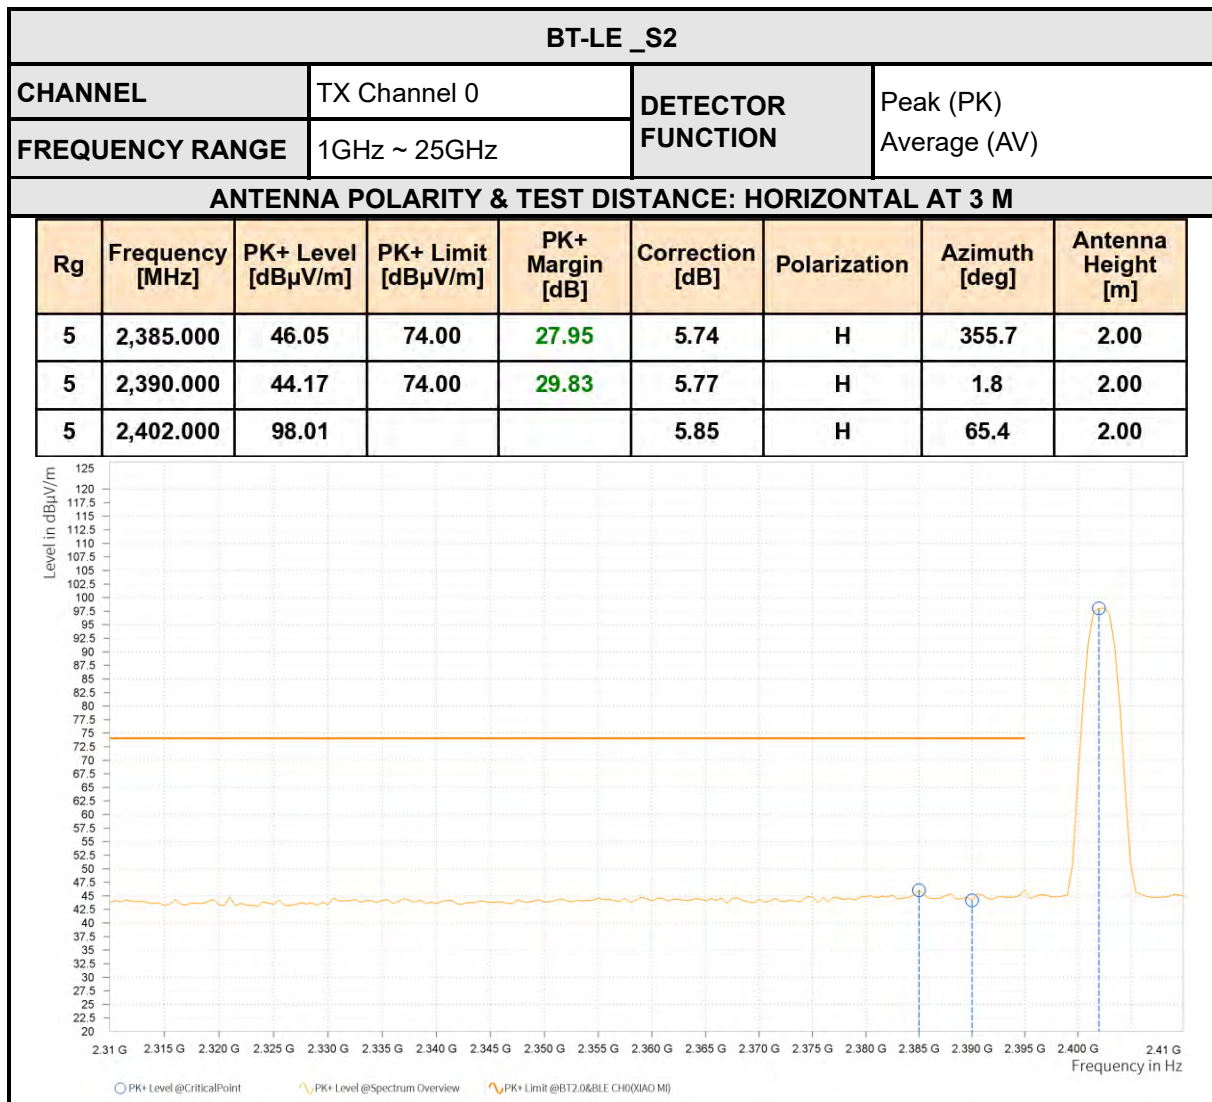 BT-LE _S2
CHANNEL TX Channel 0
DETECTOR FUNCTION
Peak (PK)
Average (AV)
FREQUENCY RANGE 1GHz ~ 25GHz
ANTENNA POLARITY & TEST DISTANCE: HORIZONTAL AT 3 M
Rg Frequency [MHz] PK+ Level [dBµV/m] PK+ Limit [dBµV/m] PK+ Margin [dB] Correction [dB] Polarization Azimuth [deg] Antenna Height [m]
5 2,385.000 46.05 74.00 27.95 5.74 H 355.7 2.00
5 2,390.000 44.17 74.00 29.83 5.77 H 1.8 2.00
5 2,402.000 98.01 5.85 H 65.4 2.00
Level in dBµV/m
125
120
117.5
115
112.5
110
107.5
105
102.5
100
97.5
95
92.5
90
87.5
85
82.5
80
77.5
75
72.5
70
67.5
65
62.5
60
57.5
55
52.5
50
47.5
45
42.5
40
37.5
35
32.5
30
27.5
25
22.5
20
2.31 G 2.315 G 2.320 G 2.325 G 2.330 G 2.335 G 2.340 G 2.345 G 2.350 G 2.355 G 2.360 G 2.365 G 2.370 G 2.375 G 2.380 G 2.385 G 2.390 G 2.395 G 2.400 G 2.41 G
Frequency in Hz
PK+ Level @CriticalPoint PK+ Level @Spectrum Overview PK+ Limit @BT2.0&BLE CH0(XIAO MI)